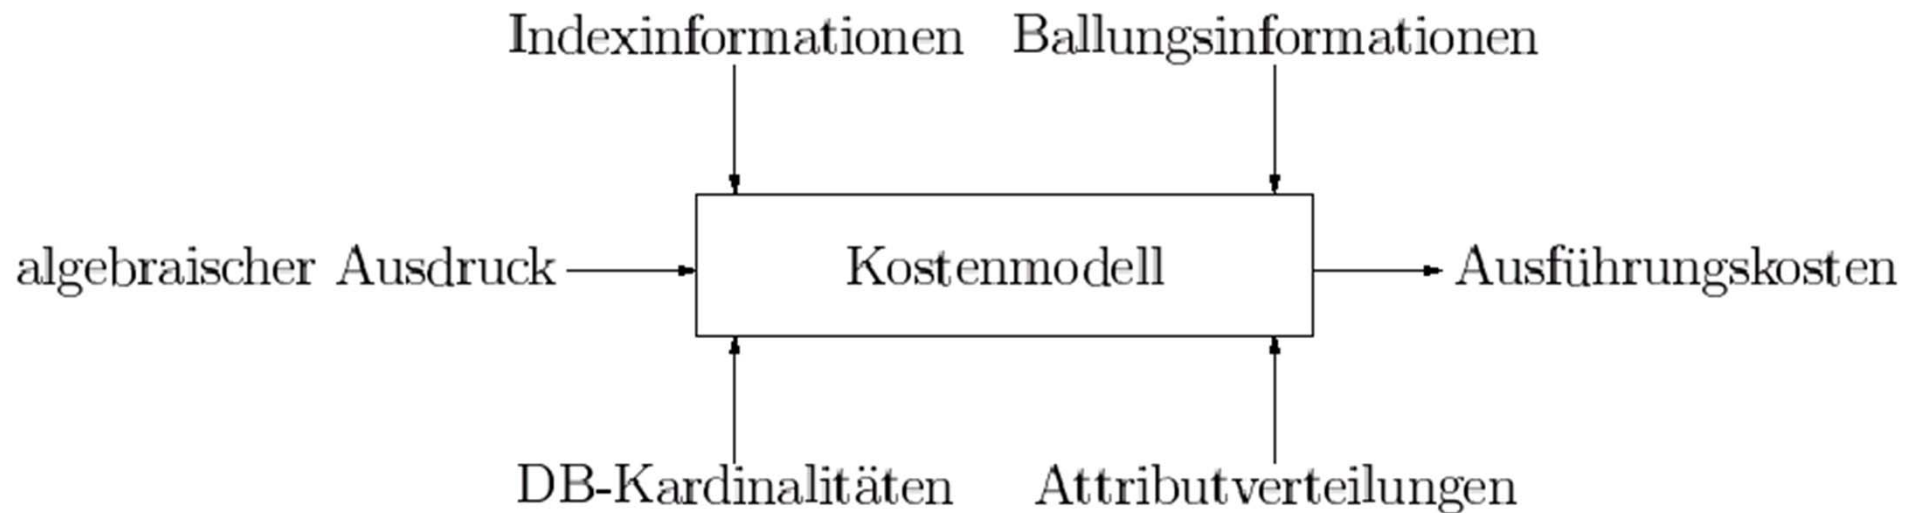 Indexinformationen Ballungsinformationen
algebraischer Ausdruck Kostenmodell Ausführungskosten
DB-Kardinalitäten Attributverteilungen